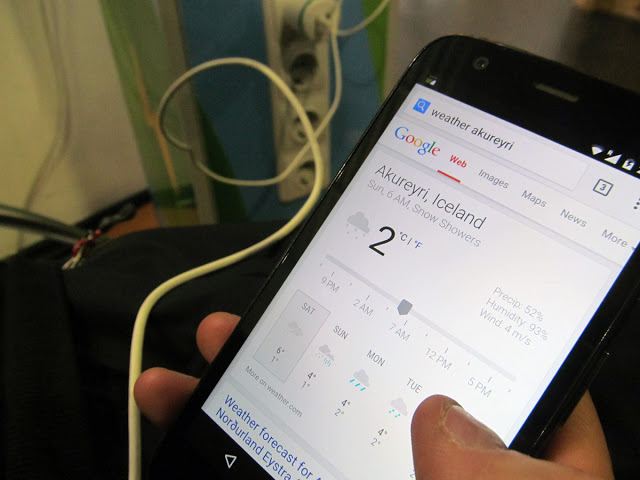 weather akureyri
3
Google Web Images Maps News More
Akureyri, Iceland
Sun, 6 AM, Snow Showers
2 °C | °F
Precip: 52%
Humidity: 93%
Wind: 4 m/s
9 PM 2 AM 7 AM 12 PM 5 PM
SAT SUN MON TUE
6° 4° 4° 4°
1° 1° 2° 2°
More on weather.com
Weather forecast for
Norðurland Eystra